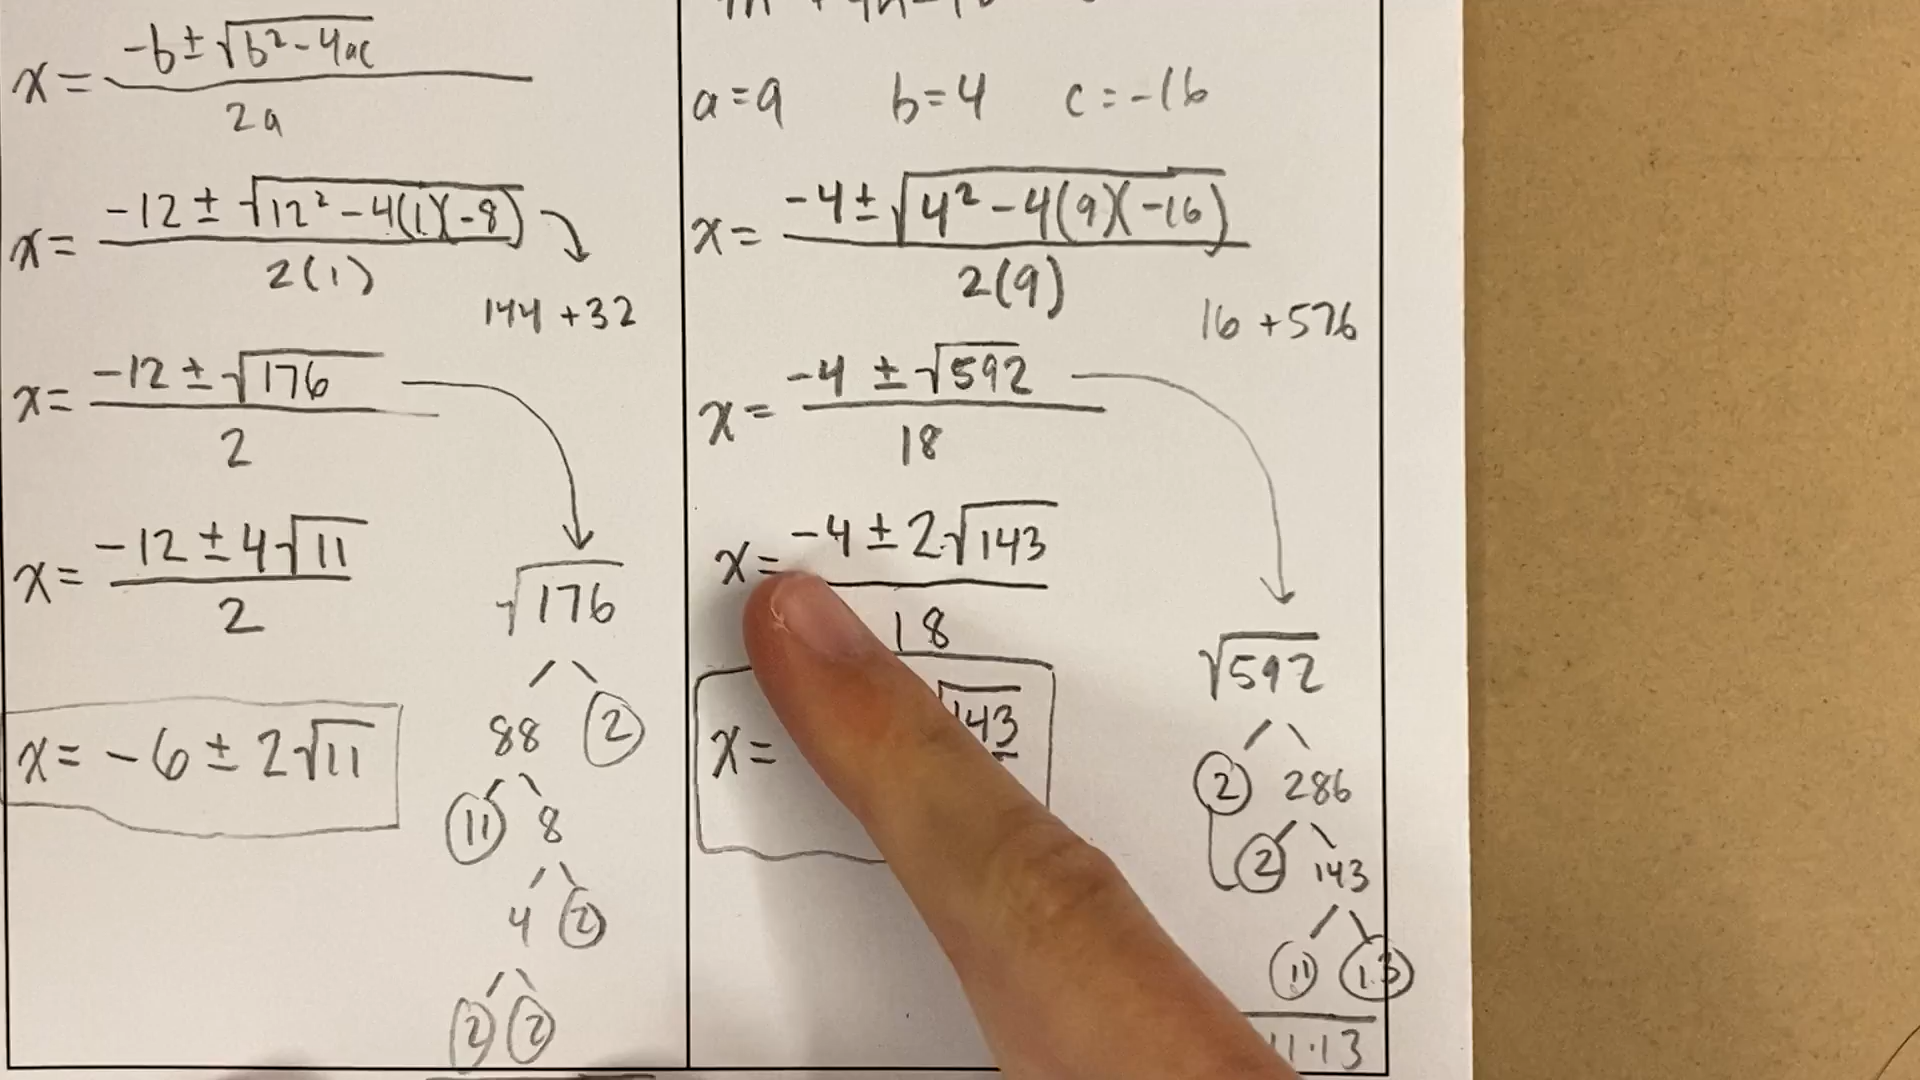 x = -b ± √b² - 4ac / 2a
x = -12 ± √12² - 4(1)(-8) / 2(1)
144 + 32
x = -12 ± √176 / 2
x = -12 ± 4√11 / 2
√176
88 2
11 8
4 2
2 2
x = -6 ± 2√11
a = 9 b = 4 c = -16
x = -4 ± √4² - 4(9)(-16) / 2(9)
16 + 576
x = -4 ± √592 / 18
x = -4 ± 2√143 / 18
x = √143
√592
2 286
2 143
11 13
11·13